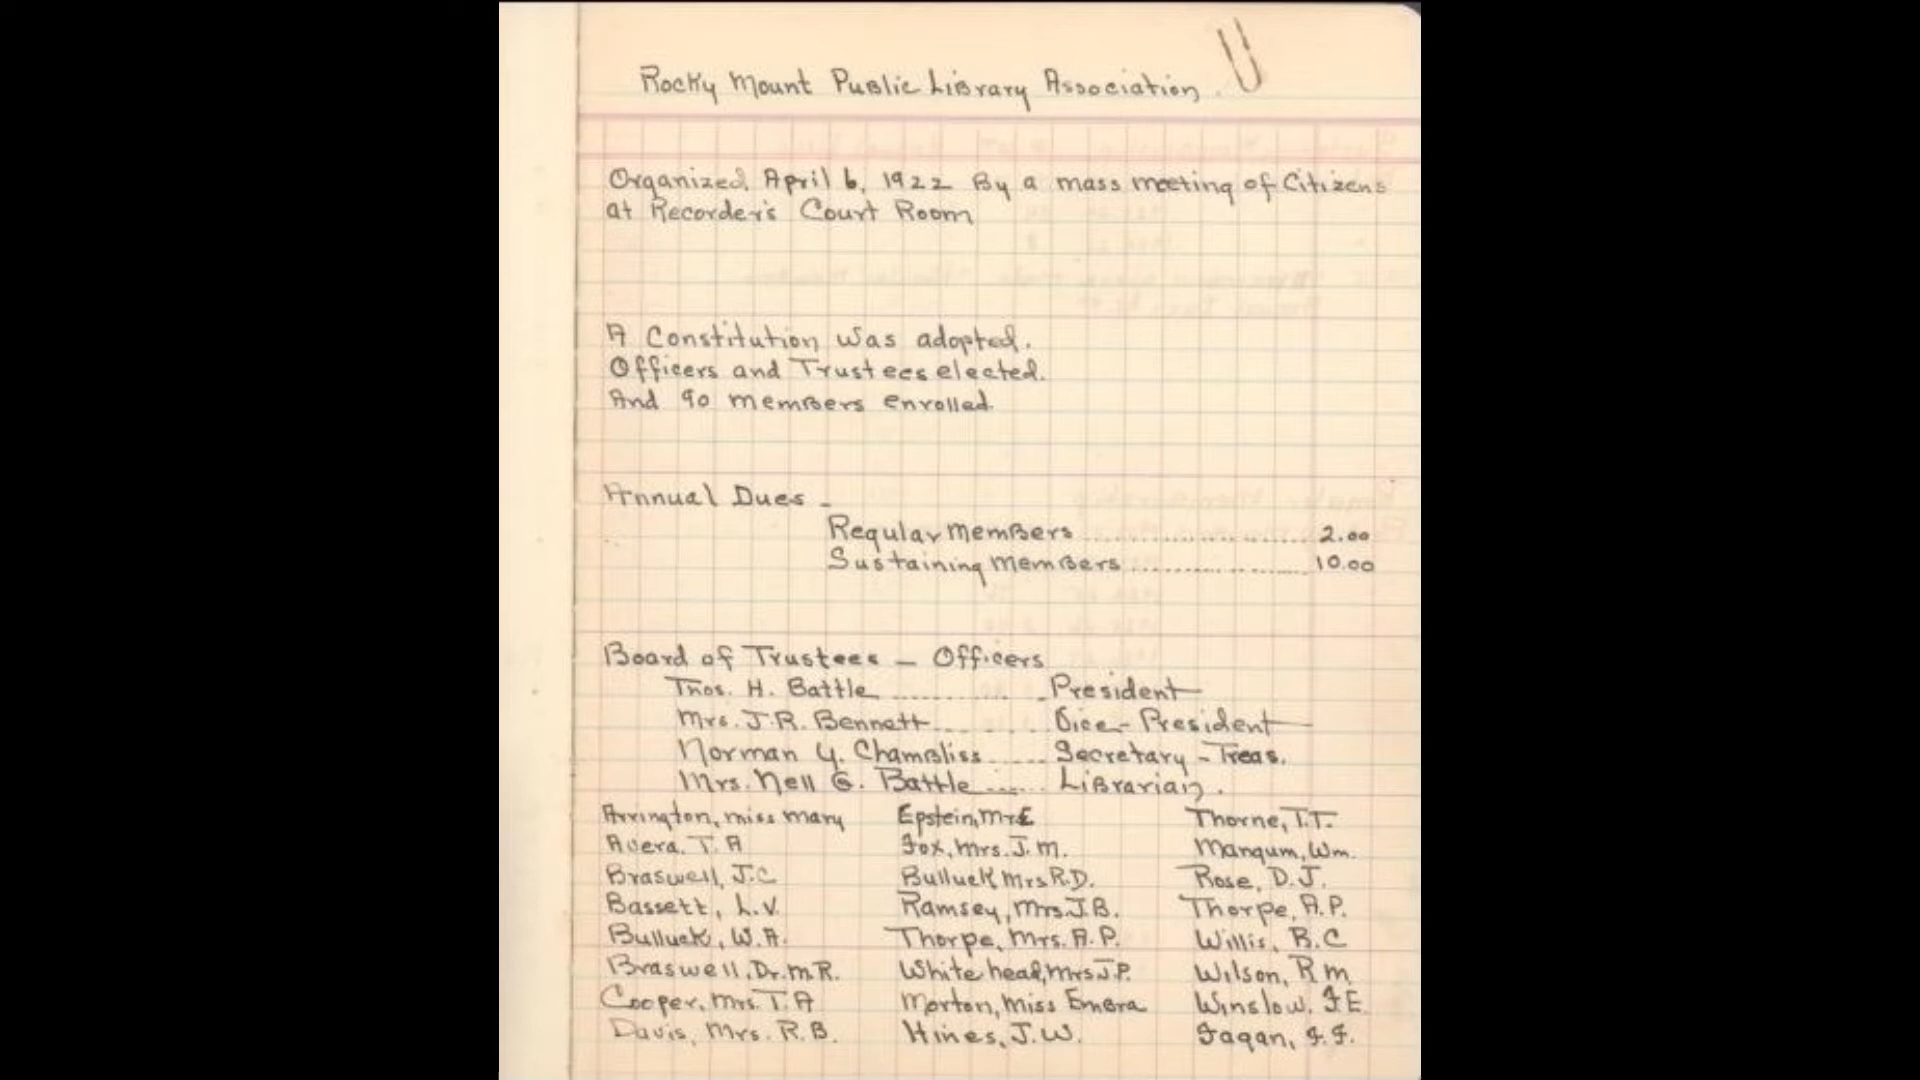 Rocky Mount Public Library Association.
Organized April 6, 1922 By a mass meeting of Citizens
at Recorder's Court Room
A Constitution was adopted.
Officers and Trustees elected.
And 90 members enrolled.
Annual Dues -
Regular Members .......................... 2.00
Sustaining Members .................... 10.00
Board of Trustees - Officers
Thos. H. Battle ............. President
Mrs. J.R. Bennett .......... Vice-President
Norman Y. Chambliss ...... Secretary-Treas.
Mrs. Nell G. Battle ...... Librarian.
Arrington, Miss Mary Epstein, Mr E Thorne, T.T.
Avera, T.A Fox, Mrs. J.M. Mangum, Wm.
Braswell, J.C Bulluck Mrs R.D. Rose, D.J.
Bassett, L.V. Ramsey, Mrs. J.B. Thorpe, A.P.
Bulluck, W.A. Thorpe, Mrs. A.P. Willis, B.C
Braswell, Dr. M.R. Whitehead, Mrs J.P. Wilson, R M
Cooper, Mrs. T.A Morton, Miss Embra Winslow, F E
Davis, Mrs. R.B. Hines, J.W. Fagan, F.F.